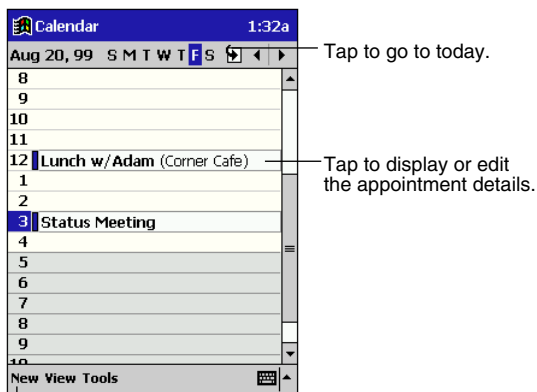 Calendar 1:32a
Aug 20, 99 S M T W T F S
Tap to go to today.
8
9
10
11
12 Lunch w/Adam (Corner Cafe)
Tap to display or edit
the appointment details.
1
2
3 Status Meeting
4
5
6
7
8
9
10
New View Tools